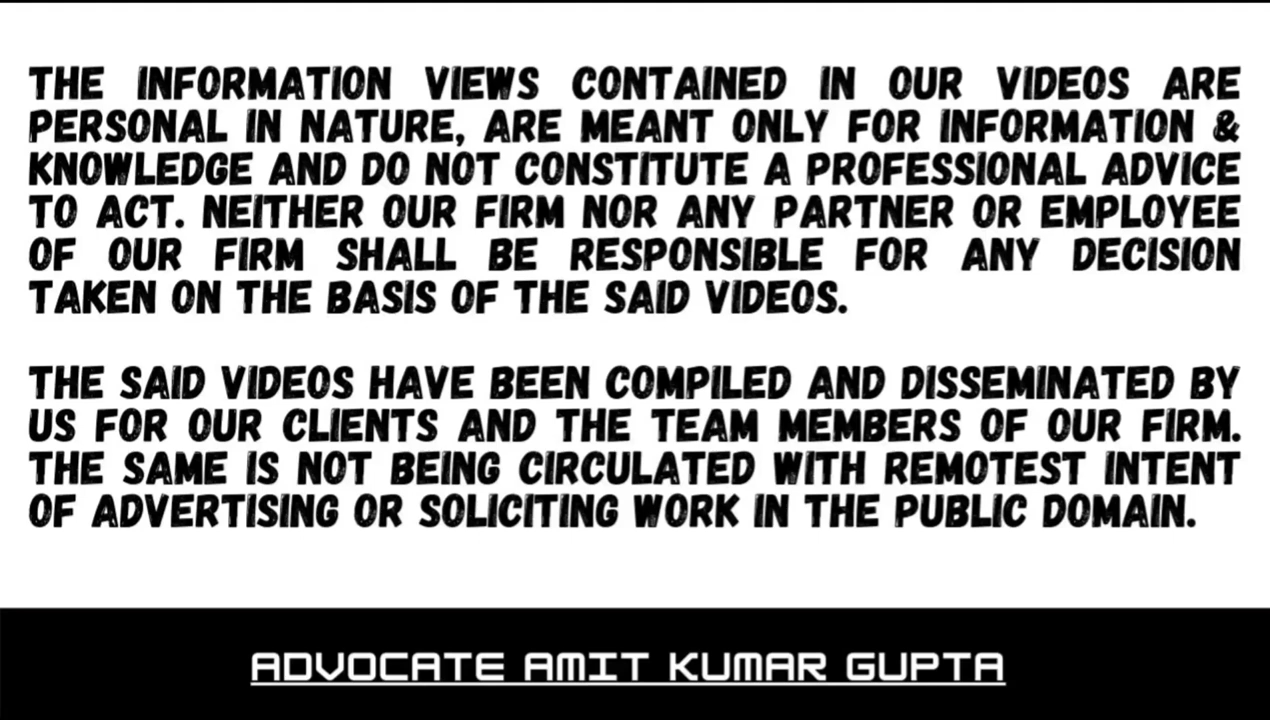 THE INFORMATION VIEWS CONTAINED IN OUR VIDEOS ARE
PERSONAL IN NATURE, ARE MEANT ONLY FOR INFORMATION &
KNOWLEDGE AND DO NOT CONSTITUTE A PROFESSIONAL ADVICE
TO ACT. NEITHER OUR FIRM NOR ANY PARTNER OR EMPLOYEE
OF OUR FIRM SHALL BE RESPONSIBLE FOR ANY DECISION
TAKEN ON THE BASIS OF THE SAID VIDEOS.
THE SAID VIDEOS HAVE BEEN COMPILED AND DISSEMINATED BY
US FOR OUR CLIENTS AND THE TEAM MEMBERS OF OUR FIRM.
THE SAME IS NOT BEING CIRCULATED WITH REMOTEST INTENT
OF ADVERTISING OR SOLICITING WORK IN THE PUBLIC DOMAIN.
ADVOCATE AMIT KUMAR GUPTA